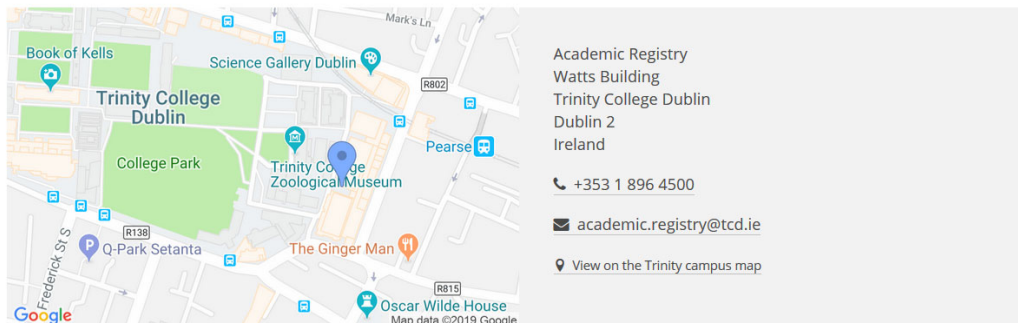 Mark's Ln
Book of Kells
Science Gallery Dublin
R802
Trinity College
Dublin
Pearse
College Park
Trinity College
Zoological Museum
R138
Q-Park Setanta
The Ginger Man
Frederick St S
R815
Oscar Wilde House
Google
Map data ©2019 Google
Academic Registry
Watts Building
Trinity College Dublin
Dublin 2
Ireland
+353 1 896 4500
academic.registry@tcd.ie
View on the Trinity campus map